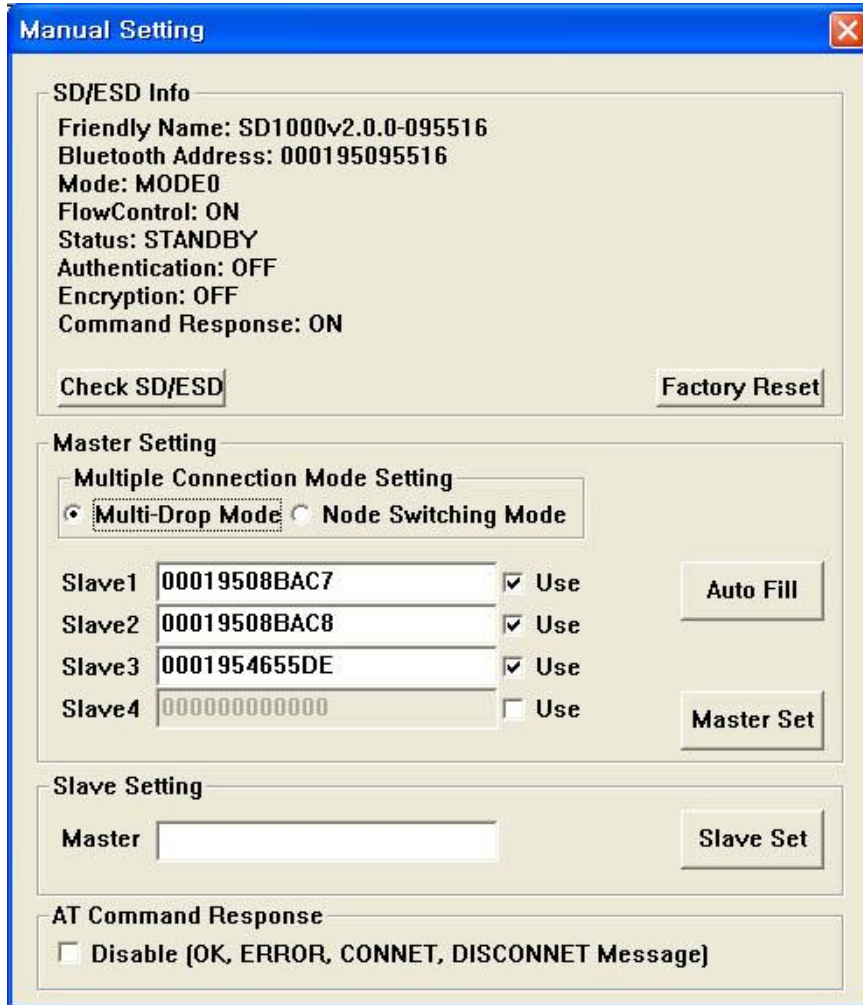 Manual Setting
SD/ESD Info
Friendly Name: SD1000v2.0.0-095516
Bluetooth Address: 000195095516
Mode: MODE0
FlowControl: ON
Status: STANDBY
Authentication: OFF
Encryption: OFF
Command Response: ON
Check SD/ESD Factory Reset
Master Setting
Multiple Connection Mode Setting
Multi-Drop Mode Node Switching Mode
Slave1 00019508BAC7 Use Auto Fill
Slave2 00019508BAC8 Use
Slave3 0001954655DE Use
Slave4 000000000000 Use Master Set
Slave Setting
Master Slave Set
AT Command Response
Disable (OK, ERROR, CONNET, DISCONNET Message)